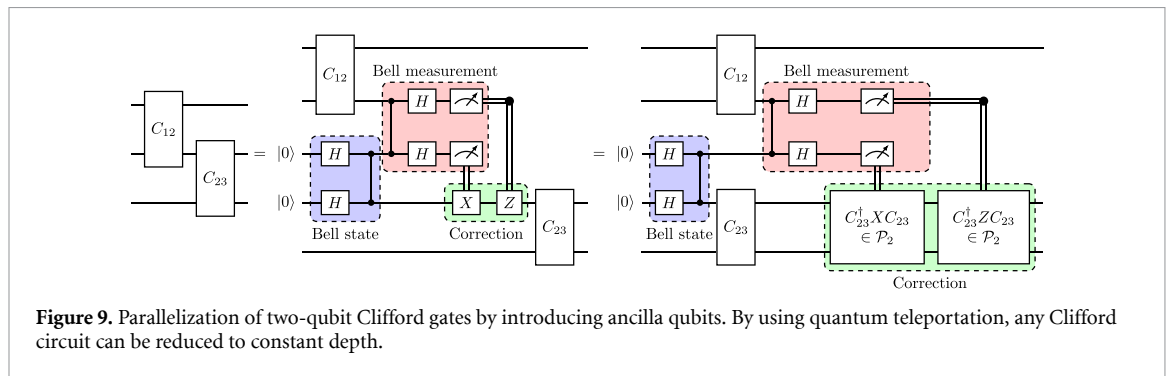 C₁₂
C₂₃
=
C₁₂
Bell measurement
H
|0⟩ H H
|0⟩ H X Z
Bell state Correction
C₂₃
=
C₁₂
Bell measurement
H
|0⟩ H H
|0⟩ H
Bell state
C₂₃
C†₂₃XC₂₃
∈ 𝒫₂
C†₂₃ZC₂₃
∈ 𝒫₂
Correction
Figure 9. Parallelization of two-qubit Clifford gates by introducing ancilla qubits. By using quantum teleportation, any Clifford
circuit can be reduced to constant depth.